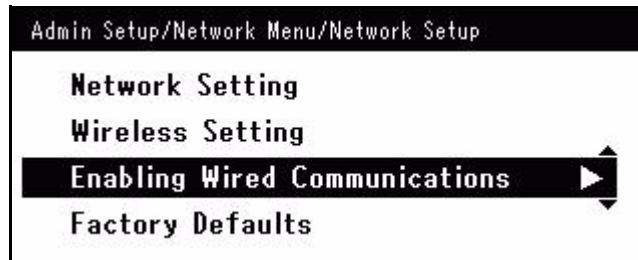 Admin Setup/Network Menu/Network Setup
Network Setting
Wireless Setting
Enabling Wired Communications
Factory Defaults